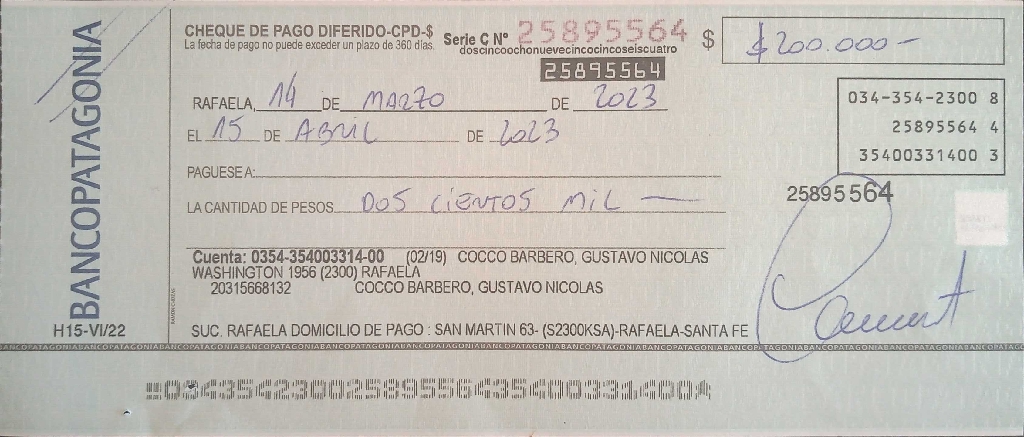 BANCOPATAGONIA
H15-VI/22
CHEQUE DE PAGO DIFERIDO-CPD-$
La fecha de pago no puede exceder un plazo de 360 días.
Serie C Nº 25895564
doscincoochonuevecincocincoseiscuatro
25895564
$ $200.000-
RAFAELA, 14 DE MARZO DE 2023
EL 15 DE ABRIL DE 2023
034-354-2300 8
25895564 4
35400331400 3
PAGUESE A:
25895564
LA CANTIDAD DE PESOS DOS CIENTOS MIL —
Cuenta: 0354-354003314-00 (02/19) COCCO BARBERO, GUSTAVO NICOLAS
WASHINGTON 1956 (2300) RAFAELA
20315668132 COCCO BARBERO, GUSTAVO NICOLAS
SUC. RAFAELA DOMICILIO DE PAGO : SAN MARTIN 63- (S2300KSA)-RAFAELA-SANTA FE
BANCOPATAGONIABANCOPATAGONIABANCOPATAGONIABANCOPATAGONIABANCOPATAGONIA
03435423002589556435400331400